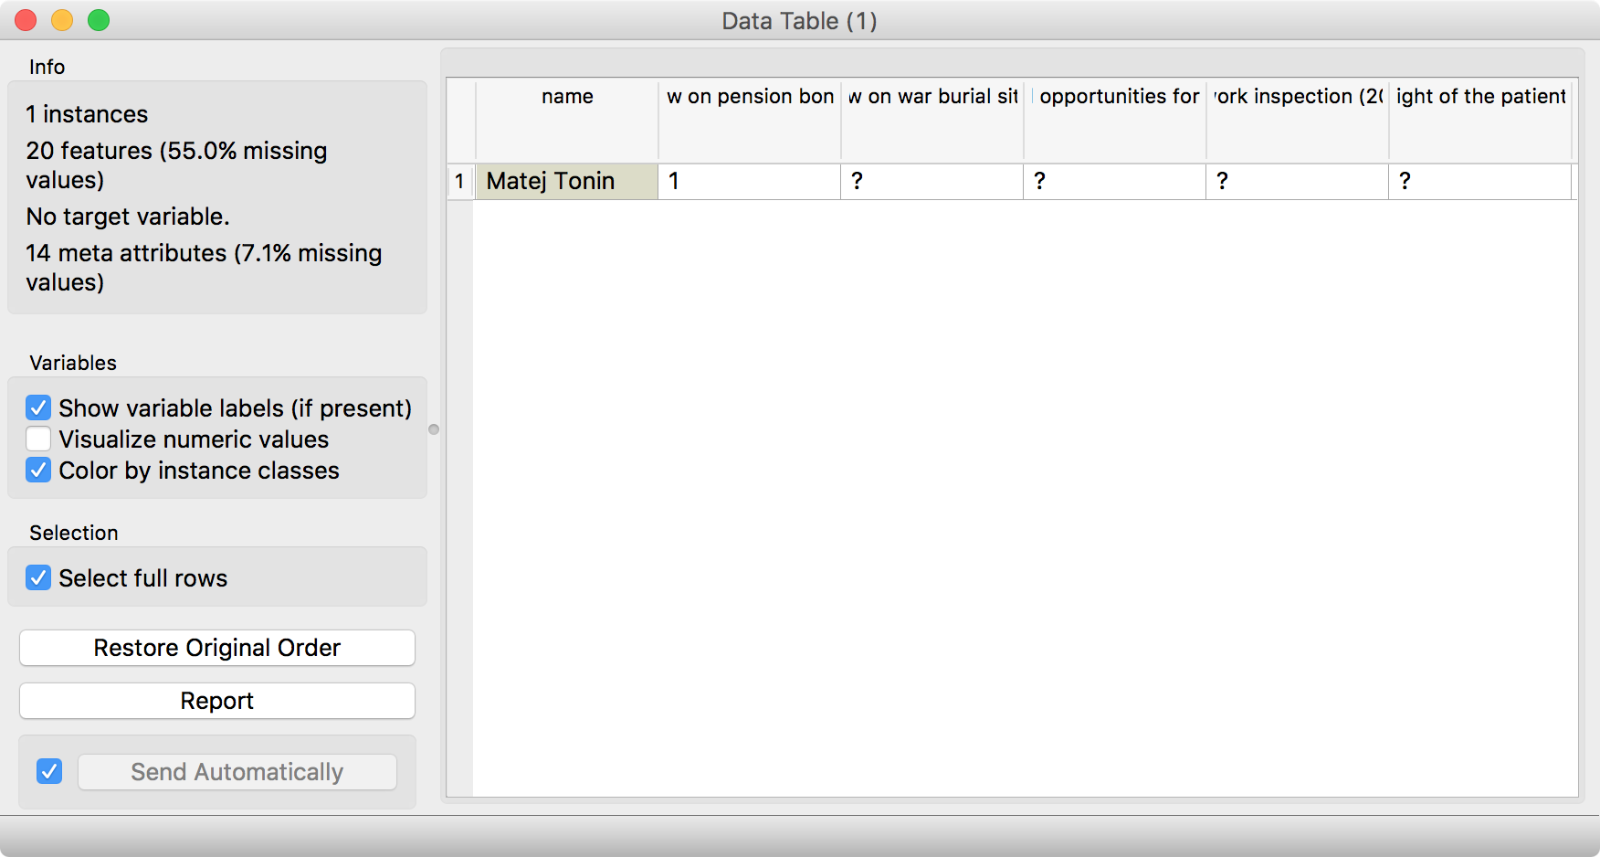 Data Table (1)
Info
1 instances
20 features (55.0% missing
values)
No target variable.
14 meta attributes (7.1% missing
values)
Variables
Show variable labels (if present)
Visualize numeric values
Color by instance classes
Selection
Select full rows
Restore Original Order
Report
Send Automatically
name w on pension bon w on war burial sit opportunities for ork inspection (20 ight of the patient
1 Matej Tonin 1 ? ? ? ?